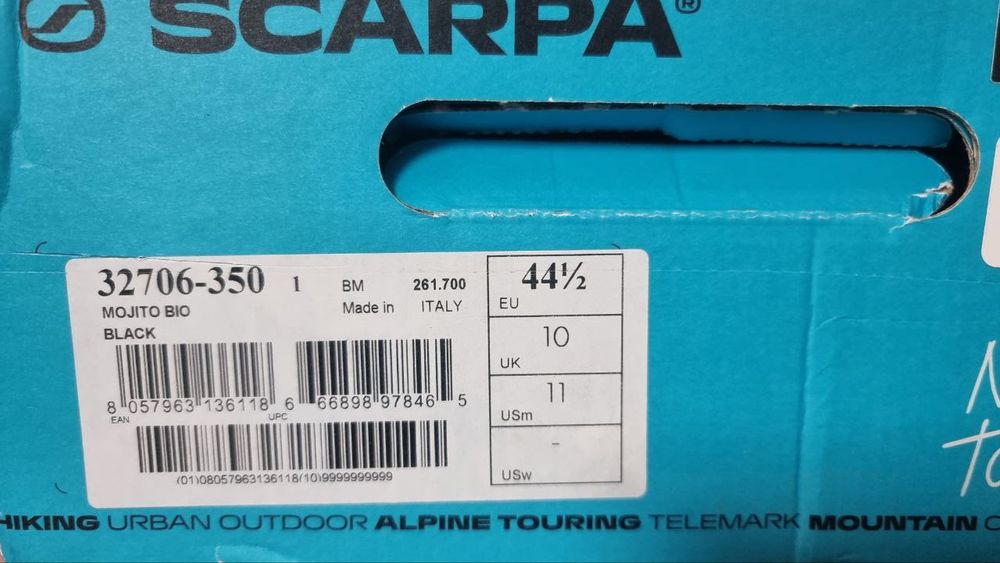 SCARPA®
32706-350 1 BM 261.700
MOJITO BIO Made in ITALY
BLACK
8 057963 136118 6 66898 97846 5
EAN UPC
(01)08057963136118(10)9999999999
44½
EU
10
UK
11
USm
-
USw
HIKING URBAN OUTDOOR ALPINE TOURING TELEMARK MOUNTAIN